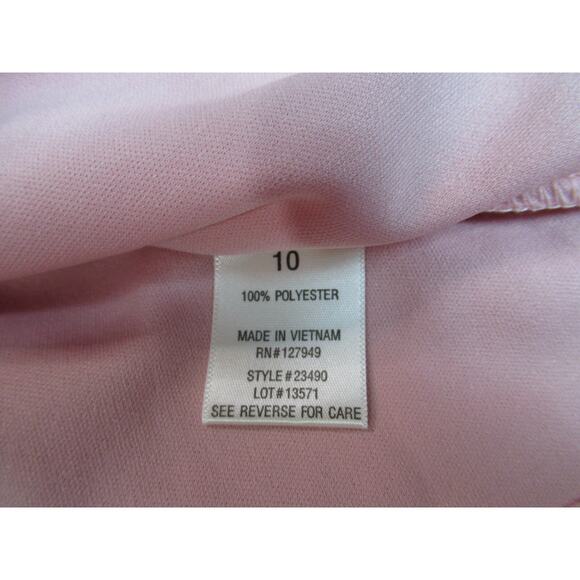 10
100% POLYESTER
MADE IN VIETNAM
RN#127949
STYLE#23490
LOT#13571
SEE REVERSE FOR CARE